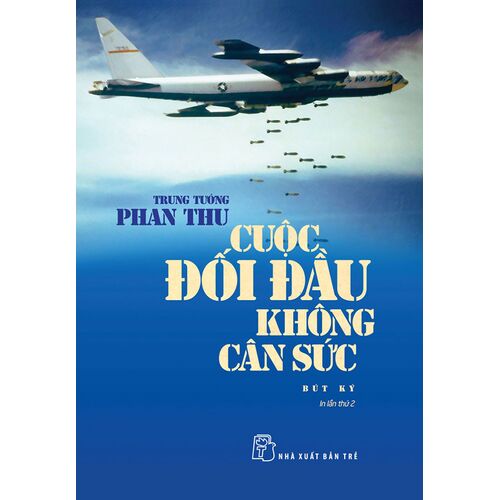 TRUNG TƯỚNG
PHAN THU
CUỘC
ĐỐI ĐẦU
KHÔNG
CÂN SỨC
BÚT KÝ
In lần thứ 2
NHÀ XUẤT BẢN TRẺ